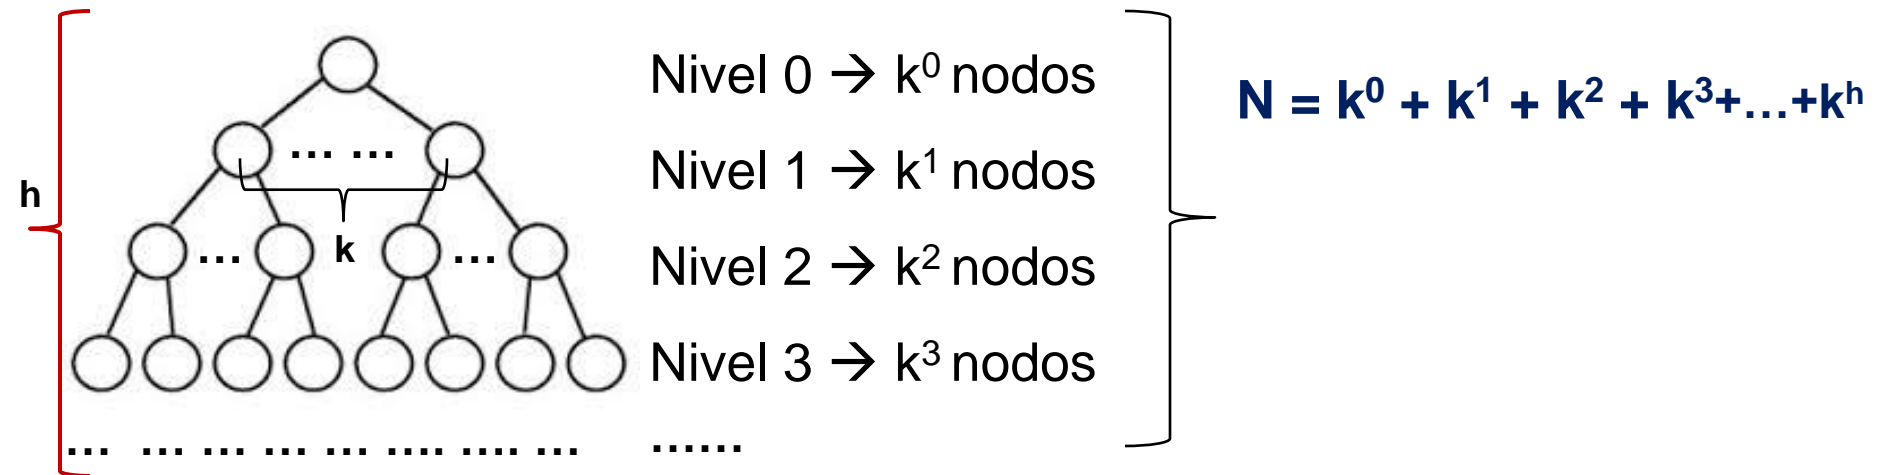 h
... ...
...
k
...
... ... ... ... ... .... .... ...
Nivel 0 → k⁰ nodos
Nivel 1 → k¹ nodos
Nivel 2 → k² nodos
Nivel 3 → k³ nodos
......
N = k⁰ + k¹ + k² + k³+...+kʰ